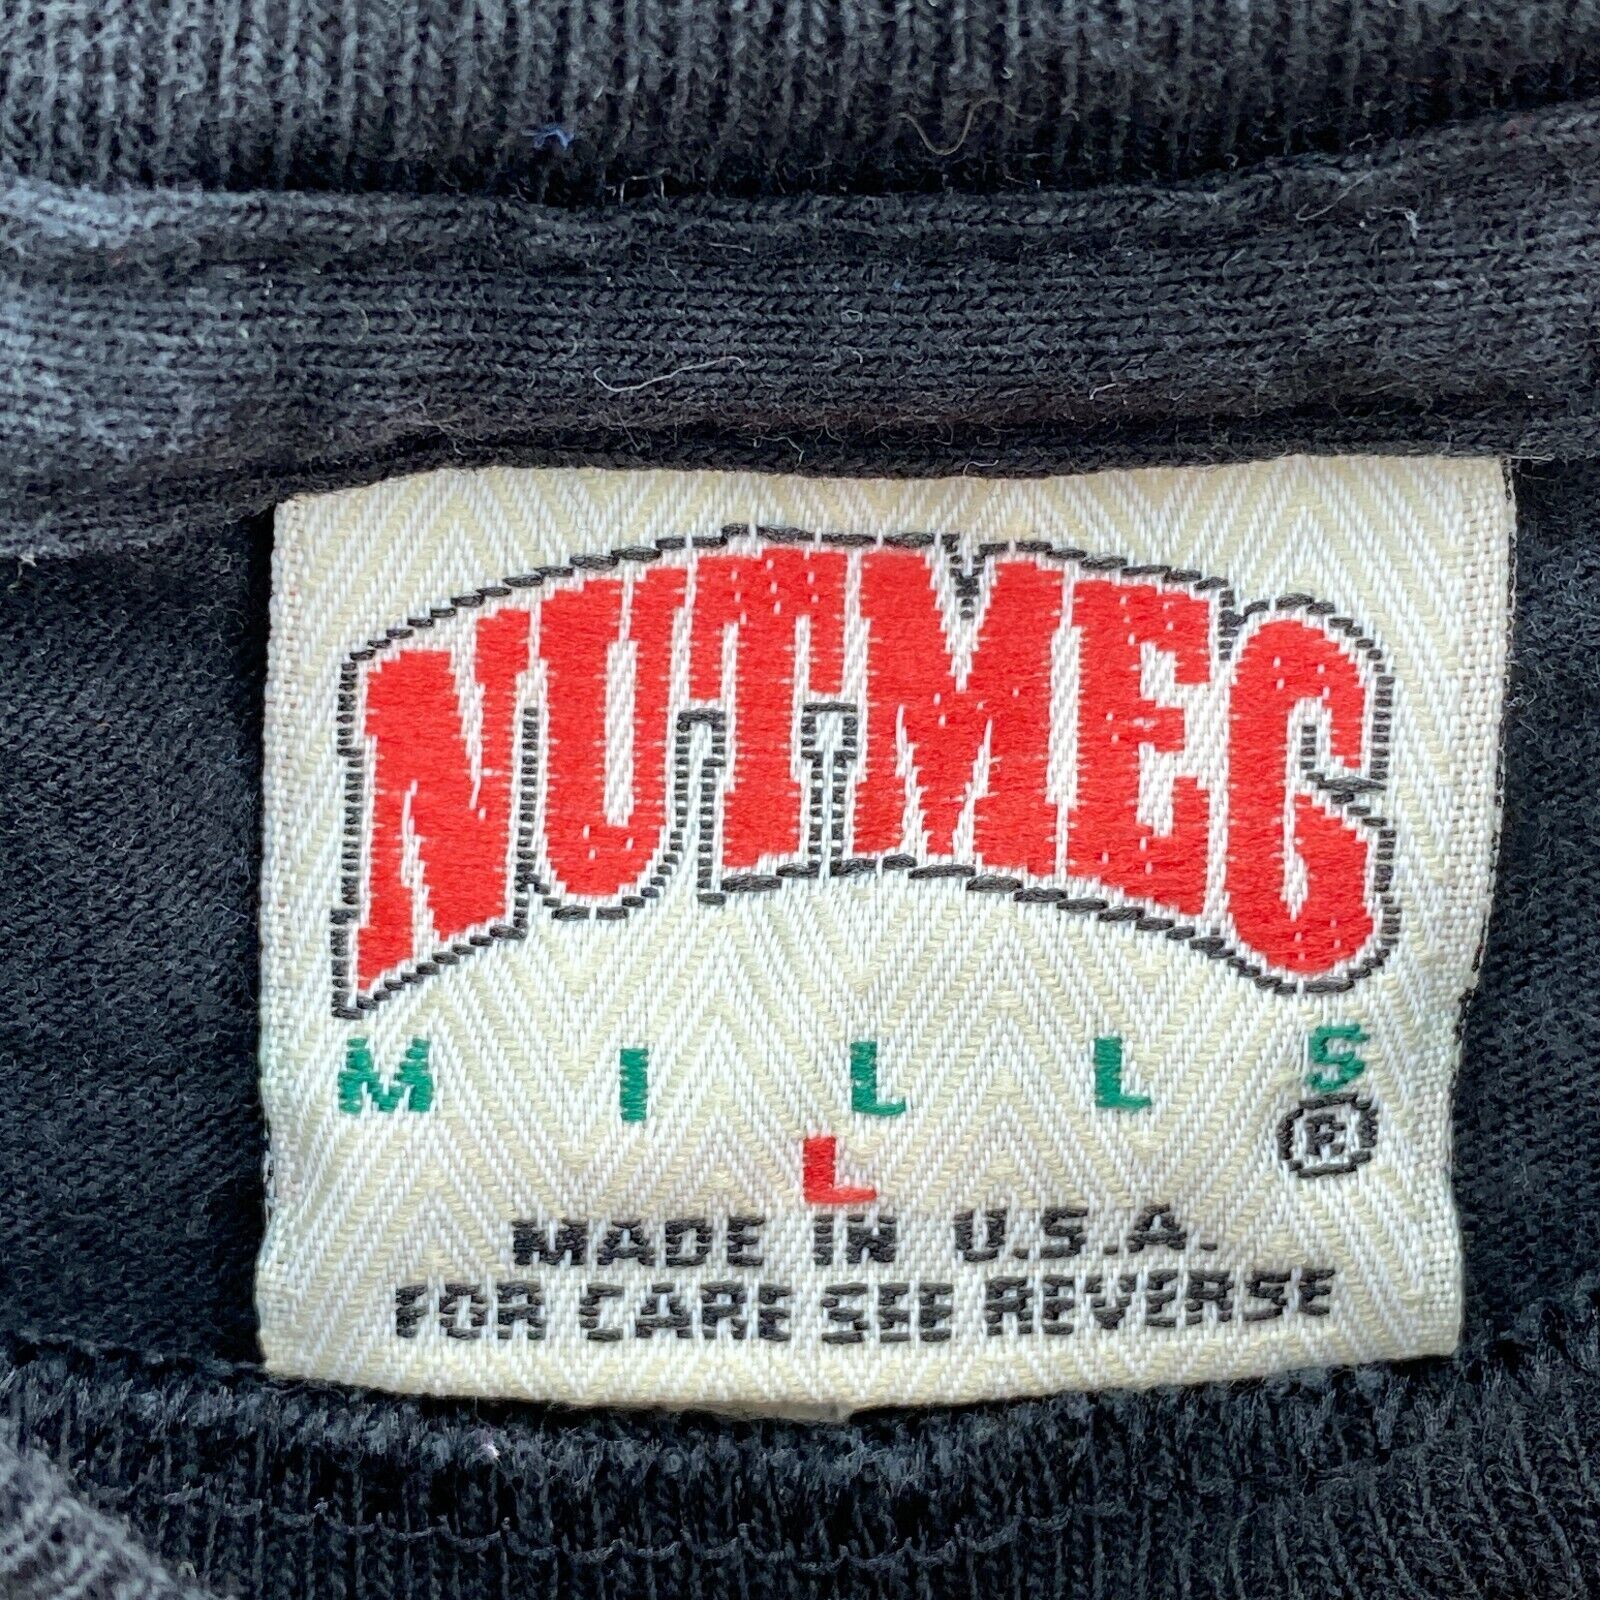 NUTMEG
MILLS
®
L
MADE IN U.S.A.
FOR CARE SEE REVERSE